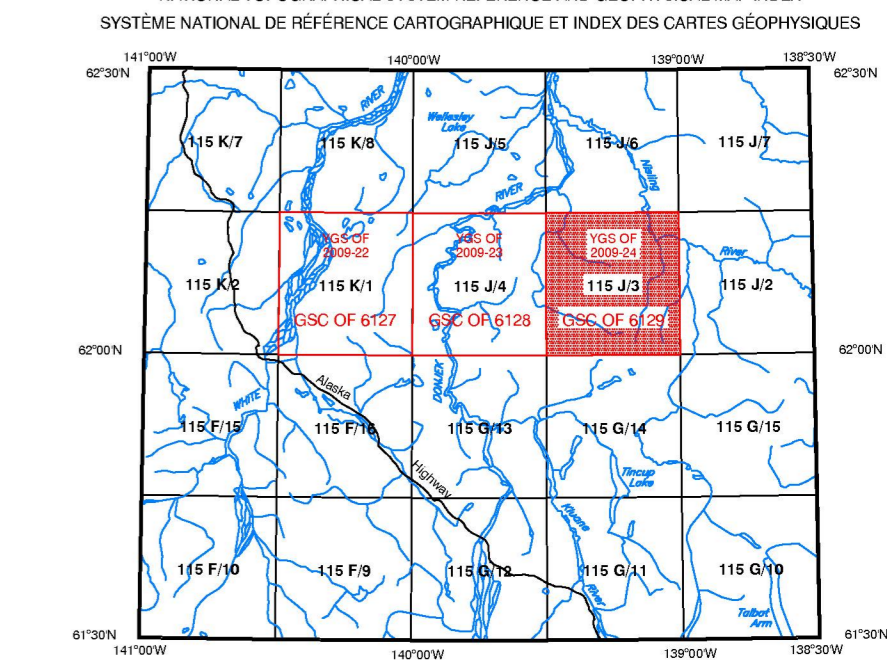 SYSTÈME NATIONAL DE RÉFÉRENCE CARTOGRAPHIQUE ET INDEX DES CARTES GÉOPHYSIQUES
141°00'W
140°00'W
139°00'W
138°30'W
62°30'N
62°30'N
RIVER
Wellesley
Lake
115 K/7
115 K/8
115 J/5
115 J/6
115 J/7
Nisling
RIVER
YGS OF
2009-22
YGS OF
2009-23
YGS OF
2009-24
River
115 K/2
115 K/1
115 J/4
115 J/3
115 J/2
GSC OF 6127
GSC OF 6128
GSC OF 6129
62°00'N
62°00'N
DONJEK
Alaska
WHITE
115 F/15
115 F/16
115 G/13
115 G/14
115 G/15
Tincup
Lake
Highway
Kluane
115 F/10
115 F/9
115 G/12
115 G/11
115 G/10
River
Talbot
Arm
61°30'N
61°30'N
141°00'W
140°00'W
139°00'W
138°30'W